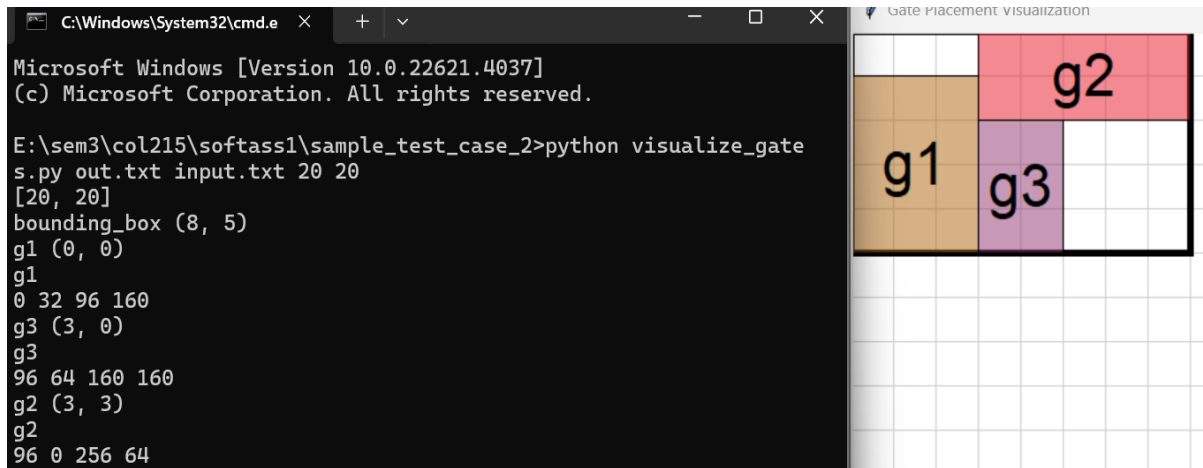 C:\Windows\System32\cmd.e
Microsoft Windows [Version 10.0.22621.4037]
(c) Microsoft Corporation. All rights reserved.
E:\sem3\col215\softass1\sample_test_case_2>python visualize_gate
s.py out.txt input.txt 20 20
[20, 20]
bounding_box (8, 5)
g1 (0, 0)
g1
0 32 96 160
g3 (3, 0)
g3
96 64 160 160
g2 (3, 3)
g2
96 0 256 64
Gate Placement Visualization
g2
g1
g3